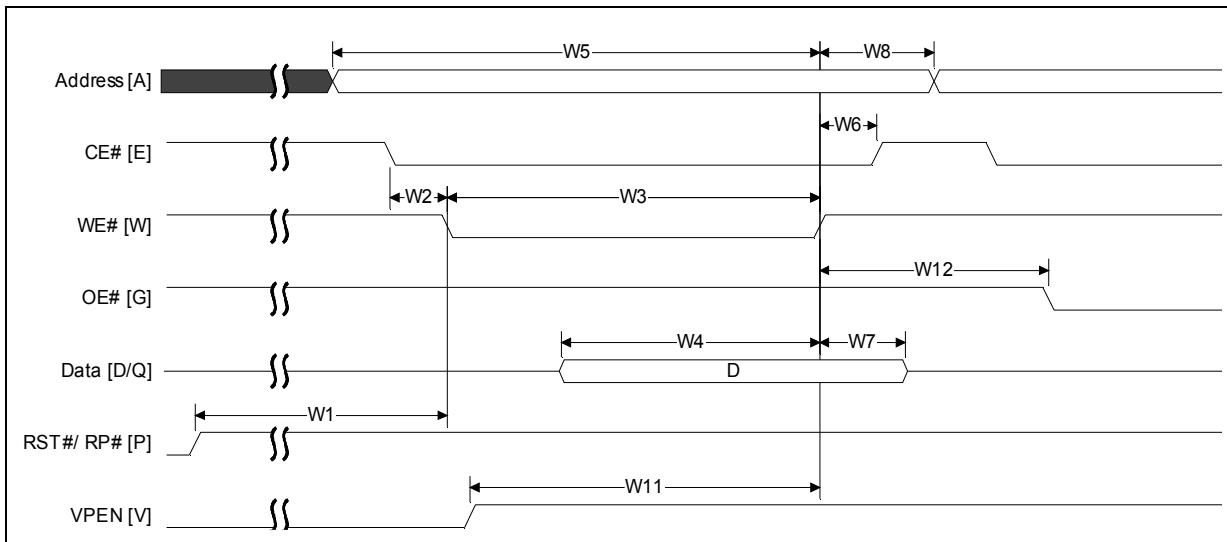 W5
W8
Address [A]
W6
CE# [E]
W2
W3
WE# [W]
W12
OE# [G]
W4
W7
Data [D/Q]
D
W1
RST#/ RP# [P]
W11
VPEN [V]